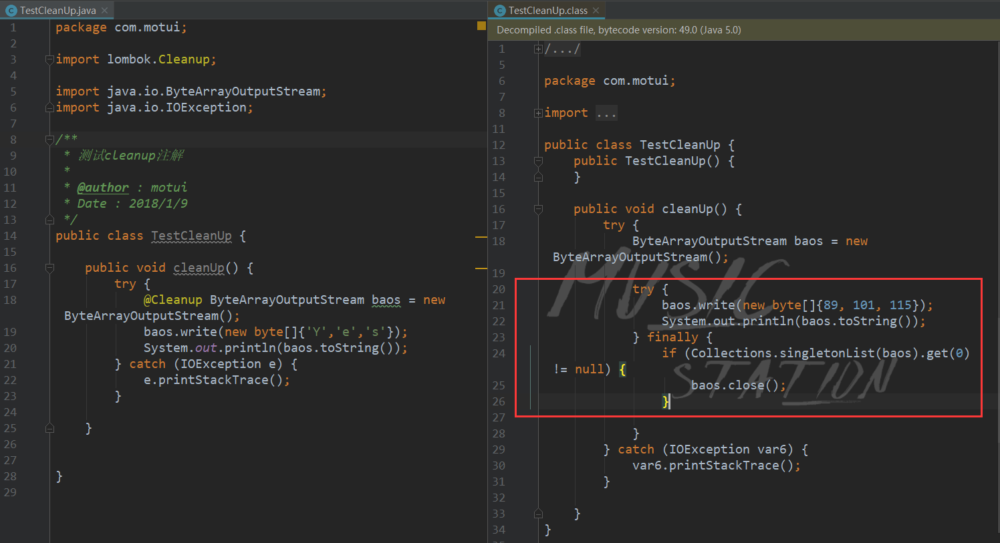 TestCleanUp.java
1 package com.motui;
2
3 import lombok.Cleanup;
4
5 import java.io.ByteArrayOutputStream;
6 import java.io.IOException;
7
8 /**
9  * 测试cleanup注解
10  *
11  * @author : motui
12  * Date : 2018/1/9
13  */
14 public class TestCleanUp {
15
16     public void cleanUp() {
17         try {
18             @Cleanup ByteArrayOutputStream baos = new
ByteArrayOutputStream();
19             baos.write(new byte[]{'Y','e','s'});
20             System.out.println(baos.toString());
21         } catch (IOException e) {
22             e.printStackTrace();
23         }
24
25     }
26
27
28 }
29
TestCleanUp.class
Decompiled .class file, bytecode version: 49.0 (Java 5.0)
1 /.../
5
6 package com.motui;
7
8 import ...
11
12 public class TestCleanUp {
13     public TestCleanUp() {
14     }
15
16     public void cleanUp() {
17         try {
18             ByteArrayOutputStream baos = new
ByteArrayOutputStream();
19
20             try {
21                 baos.write(new byte[]{89, 101, 115});
22                 System.out.println(baos.toString());
23             } finally {
24                 if (Collections.singletonList(baos).get(0)
!= null) {
25                     baos.close();
26                 }
27
28             }
29         } catch (IOException var6) {
30             var6.printStackTrace();
31         }
32
33     }
34 }
MUSIC
STATION